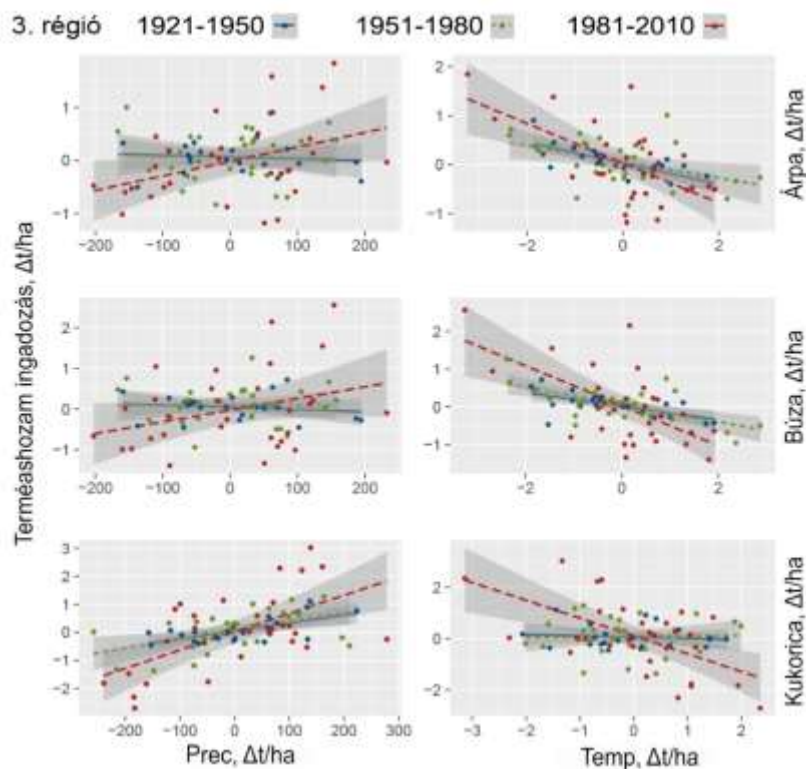 3. régió 1921-1950 1951-1980 1981-2010
Terméashozam ingadozás, Δt/ha
1
0
−1
−200 −100 0 100 200
2
1
0
−1
−2 0 2
Árpa, Δt/ha
2
1
0
−1
−200 −100 0 100 200
2
1
0
−1
−2 0 2
Búza, Δt/ha
3
2
1
0
−1
−2
−200 −100 0 100 200 300
Prec, Δt/ha
2
0
−2
−3 −2 −1 0 1 2
Temp, Δt/ha
Kukorica, Δt/ha